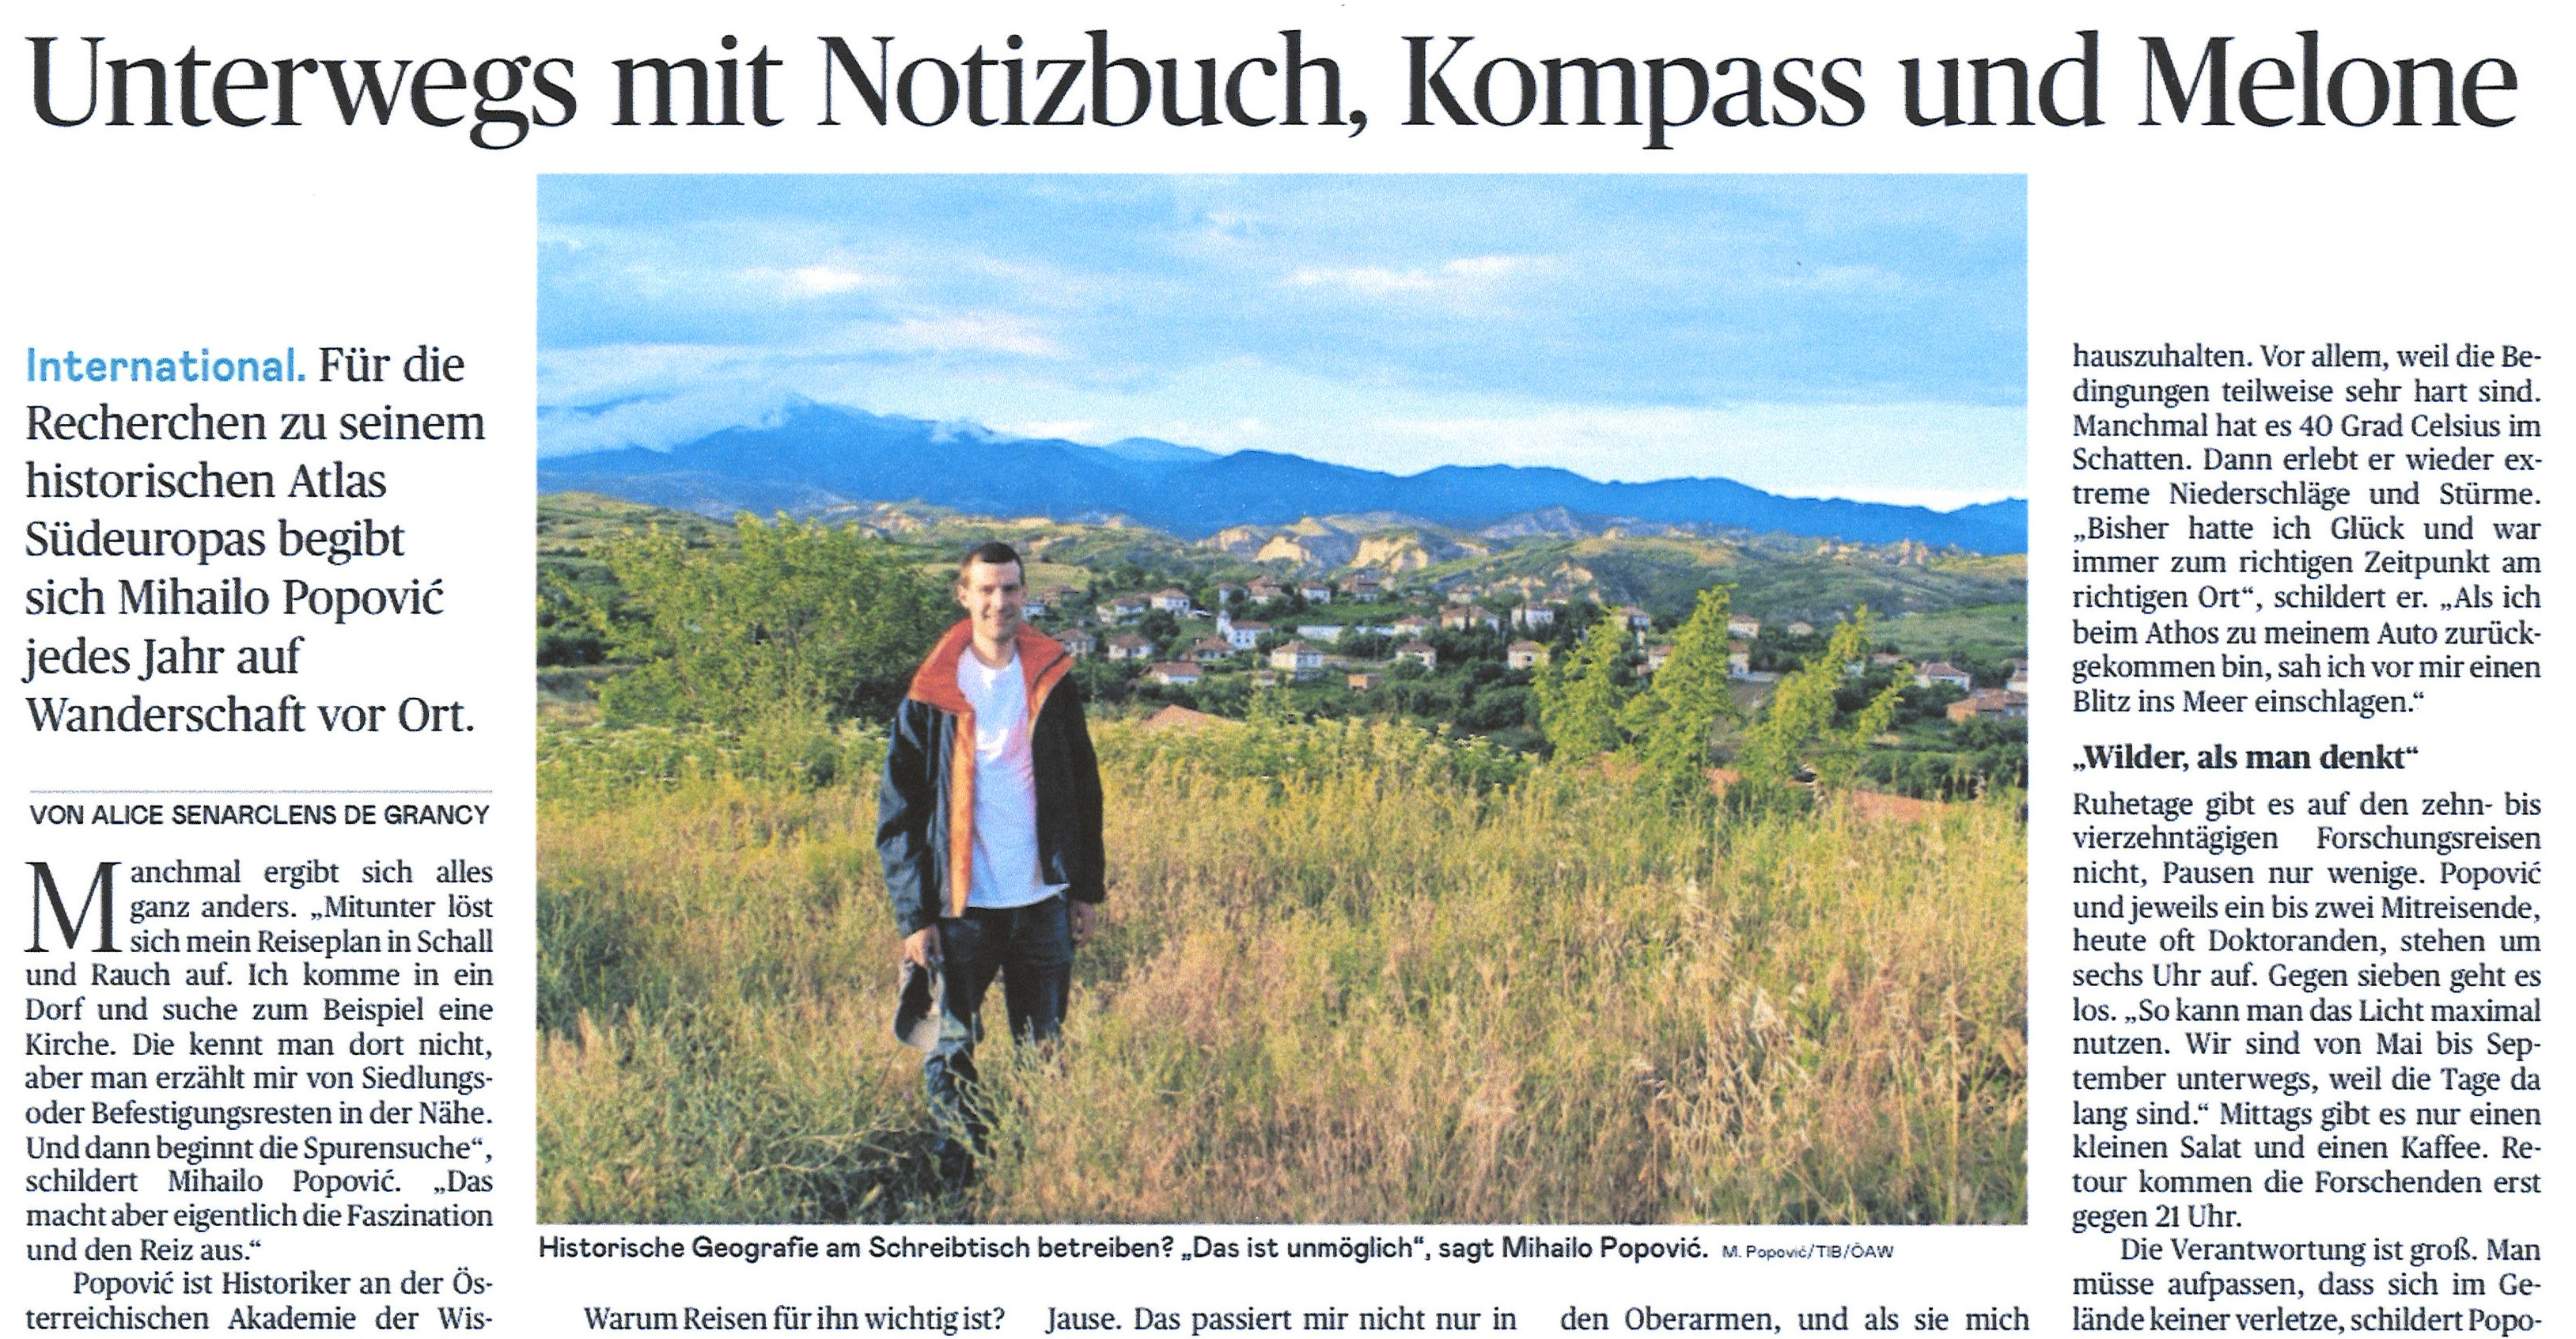 Unterwegs mit Notizbuch, Kompass und Melone
International. Für die
Recherchen zu seinem
historischen Atlas
Südeuropas begibt
sich Mihailo Popović
jedes Jahr auf
Wanderschaft vor Ort.
VON ALICE SENARCLENS DE GRANCY
Manchmal ergibt sich alles
ganz anders. „Mitunter löst
sich mein Reiseplan in Schall
und Rauch auf. Ich komme in ein
Dorf und suche zum Beispiel eine
Kirche. Die kennt man dort nicht,
aber man erzählt mir von Siedlungs-
oder Befestigungsresten in der Nähe.
Und dann beginnt die Spurensuche“,
schildert Mihailo Popović. „Das
macht aber eigentlich die Faszination
und den Reiz aus.“
Popović ist Historiker an der Ös-
terreichischen Akademie der Wis-
Historische Geografie am Schreibtisch betreiben? „Das ist unmöglich“, sagt Mihailo Popović. M. Popović/TIB/ÖAW
Warum Reisen für ihn wichtig ist?
Jause. Das passiert mir nicht nur in
den Oberarmen, und als sie mich
hauszuhalten. Vor allem, weil die Be-
dingungen teilweise sehr hart sind.
Manchmal hat es 40 Grad Celsius im
Schatten. Dann erlebt er wieder ex-
treme Niederschläge und Stürme.
„Bisher hatte ich Glück und war
immer zum richtigen Zeitpunkt am
richtigen Ort“, schildert er. „Als ich
beim Athos zu meinem Auto zurück-
gekommen bin, sah ich vor mir einen
Blitz ins Meer einschlagen.“
„Wilder, als man denkt“
Ruhetage gibt es auf den zehn- bis
vierzehntägigen Forschungsreisen
nicht, Pausen nur wenige. Popović
und jeweils ein bis zwei Mitreisende,
heute oft Doktoranden, stehen um
sechs Uhr auf. Gegen sieben geht es
los. „So kann man das Licht maximal
nutzen. Wir sind von Mai bis Sep-
tember unterwegs, weil die Tage da
lang sind.“ Mittags gibt es nur einen
kleinen Salat und einen Kaffee. Re-
tour kommen die Forschenden erst
gegen 21 Uhr.
Die Verantwortung ist groß. Man
müsse aufpassen, dass sich im Ge-
lände keiner verletze, schildert Popo-